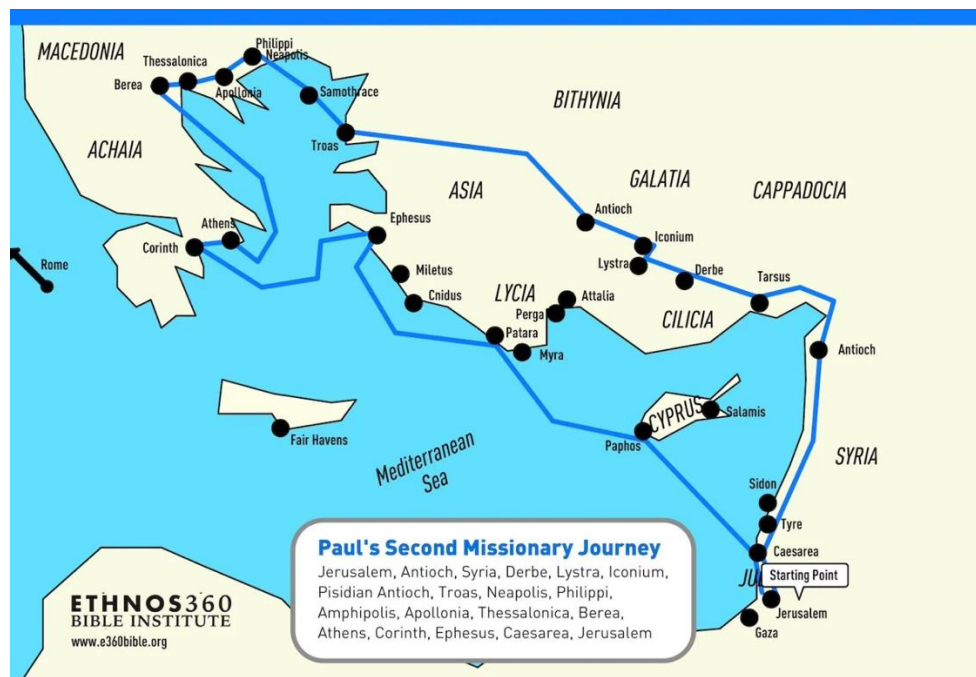 MACEDONIA
Philippi
Neapolis
Thessalonica
Berea
Apollonia
Samothrace
BITHYNIA
Troas
ACHAIA
ASIA
GALATIA
CAPPADOCIA
Antioch
Ephesus
Athens
Corinth
Iconium
Rome
Lystra
Derbe
Tarsus
Miletus
Cnidus
LYCIA
Attalia
Perga
CILICIA
Patara
Myra
Antioch
CYPRUS
Salamis
Paphos
Fair Havens
Mediterranean
Sea
SYRIA
Sidon
Tyre
Caesarea
Starting Point
Jerusalem
Gaza
Paul's Second Missionary Journey
Jerusalem, Antioch, Syria, Derbe, Lystra, Iconium,
Pisidian Antioch, Troas, Neapolis, Philippi,
Amphipolis, Apollonia, Thessalonica, Berea,
Athens, Corinth, Ephesus, Caesarea, Jerusalem
ETHNOS360
BIBLE INSTITUTE
www.e360bible.org